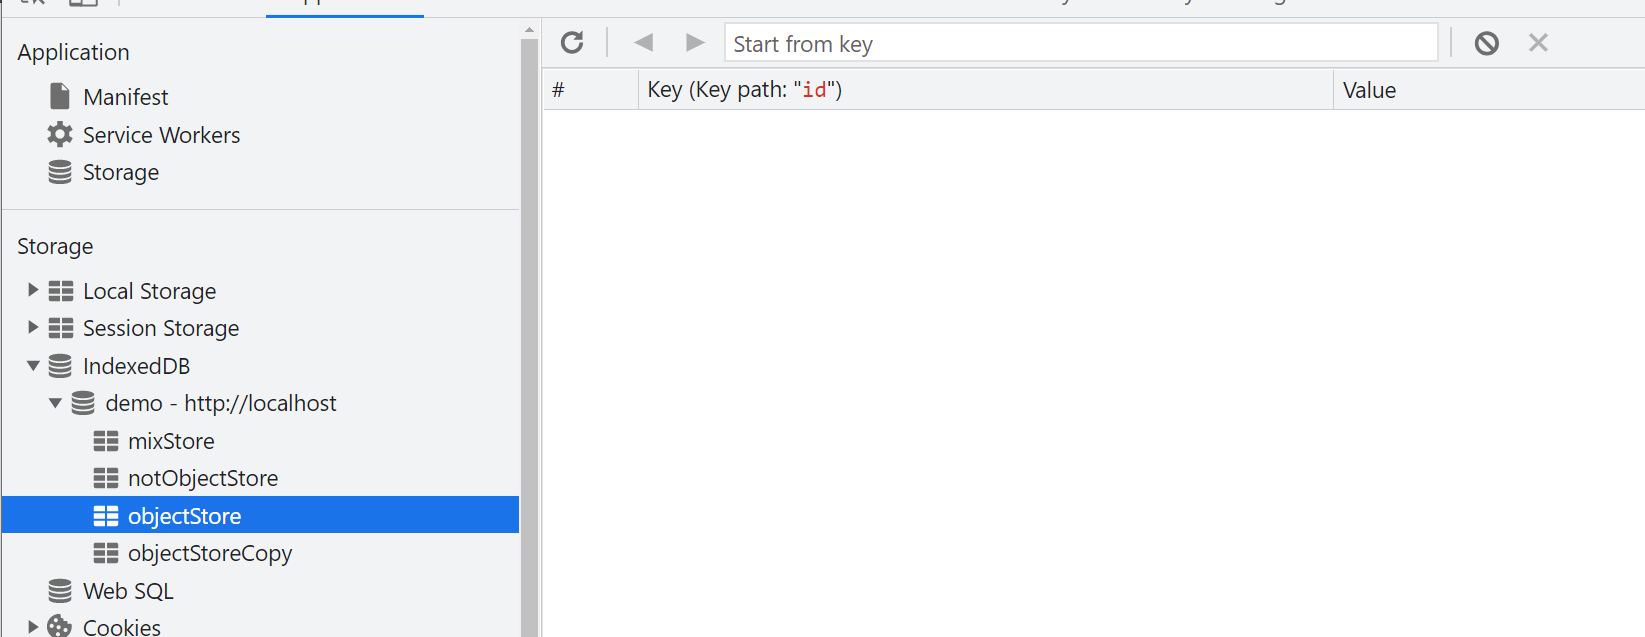 Application
Manifest
Service Workers
Storage
Storage
Local Storage
Session Storage
IndexedDB
demo - http://localhost
mixStore
notObjectStore
objectStore
objectStoreCopy
Web SQL
Cookies
Start from key
# Key (Key path: "id") Value